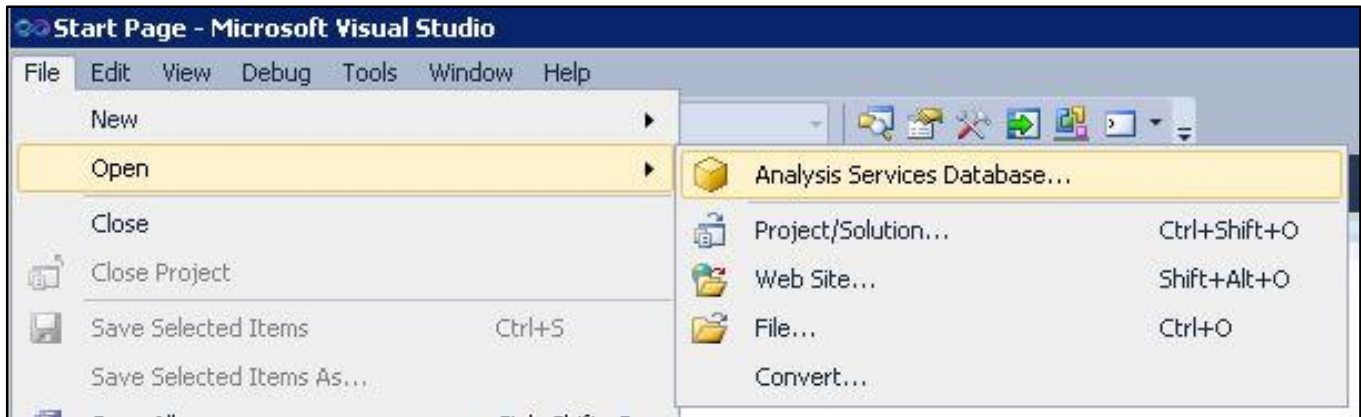 Start Page - Microsoft Visual Studio
File Edit View Debug Tools Window Help
New
Open
Analysis Services Database...
Close
Project/Solution... Ctrl+Shift+O
Close Project
Web Site... Shift+Alt+O
Save Selected Items Ctrl+S
File... Ctrl+O
Save Selected Items As...
Convert...